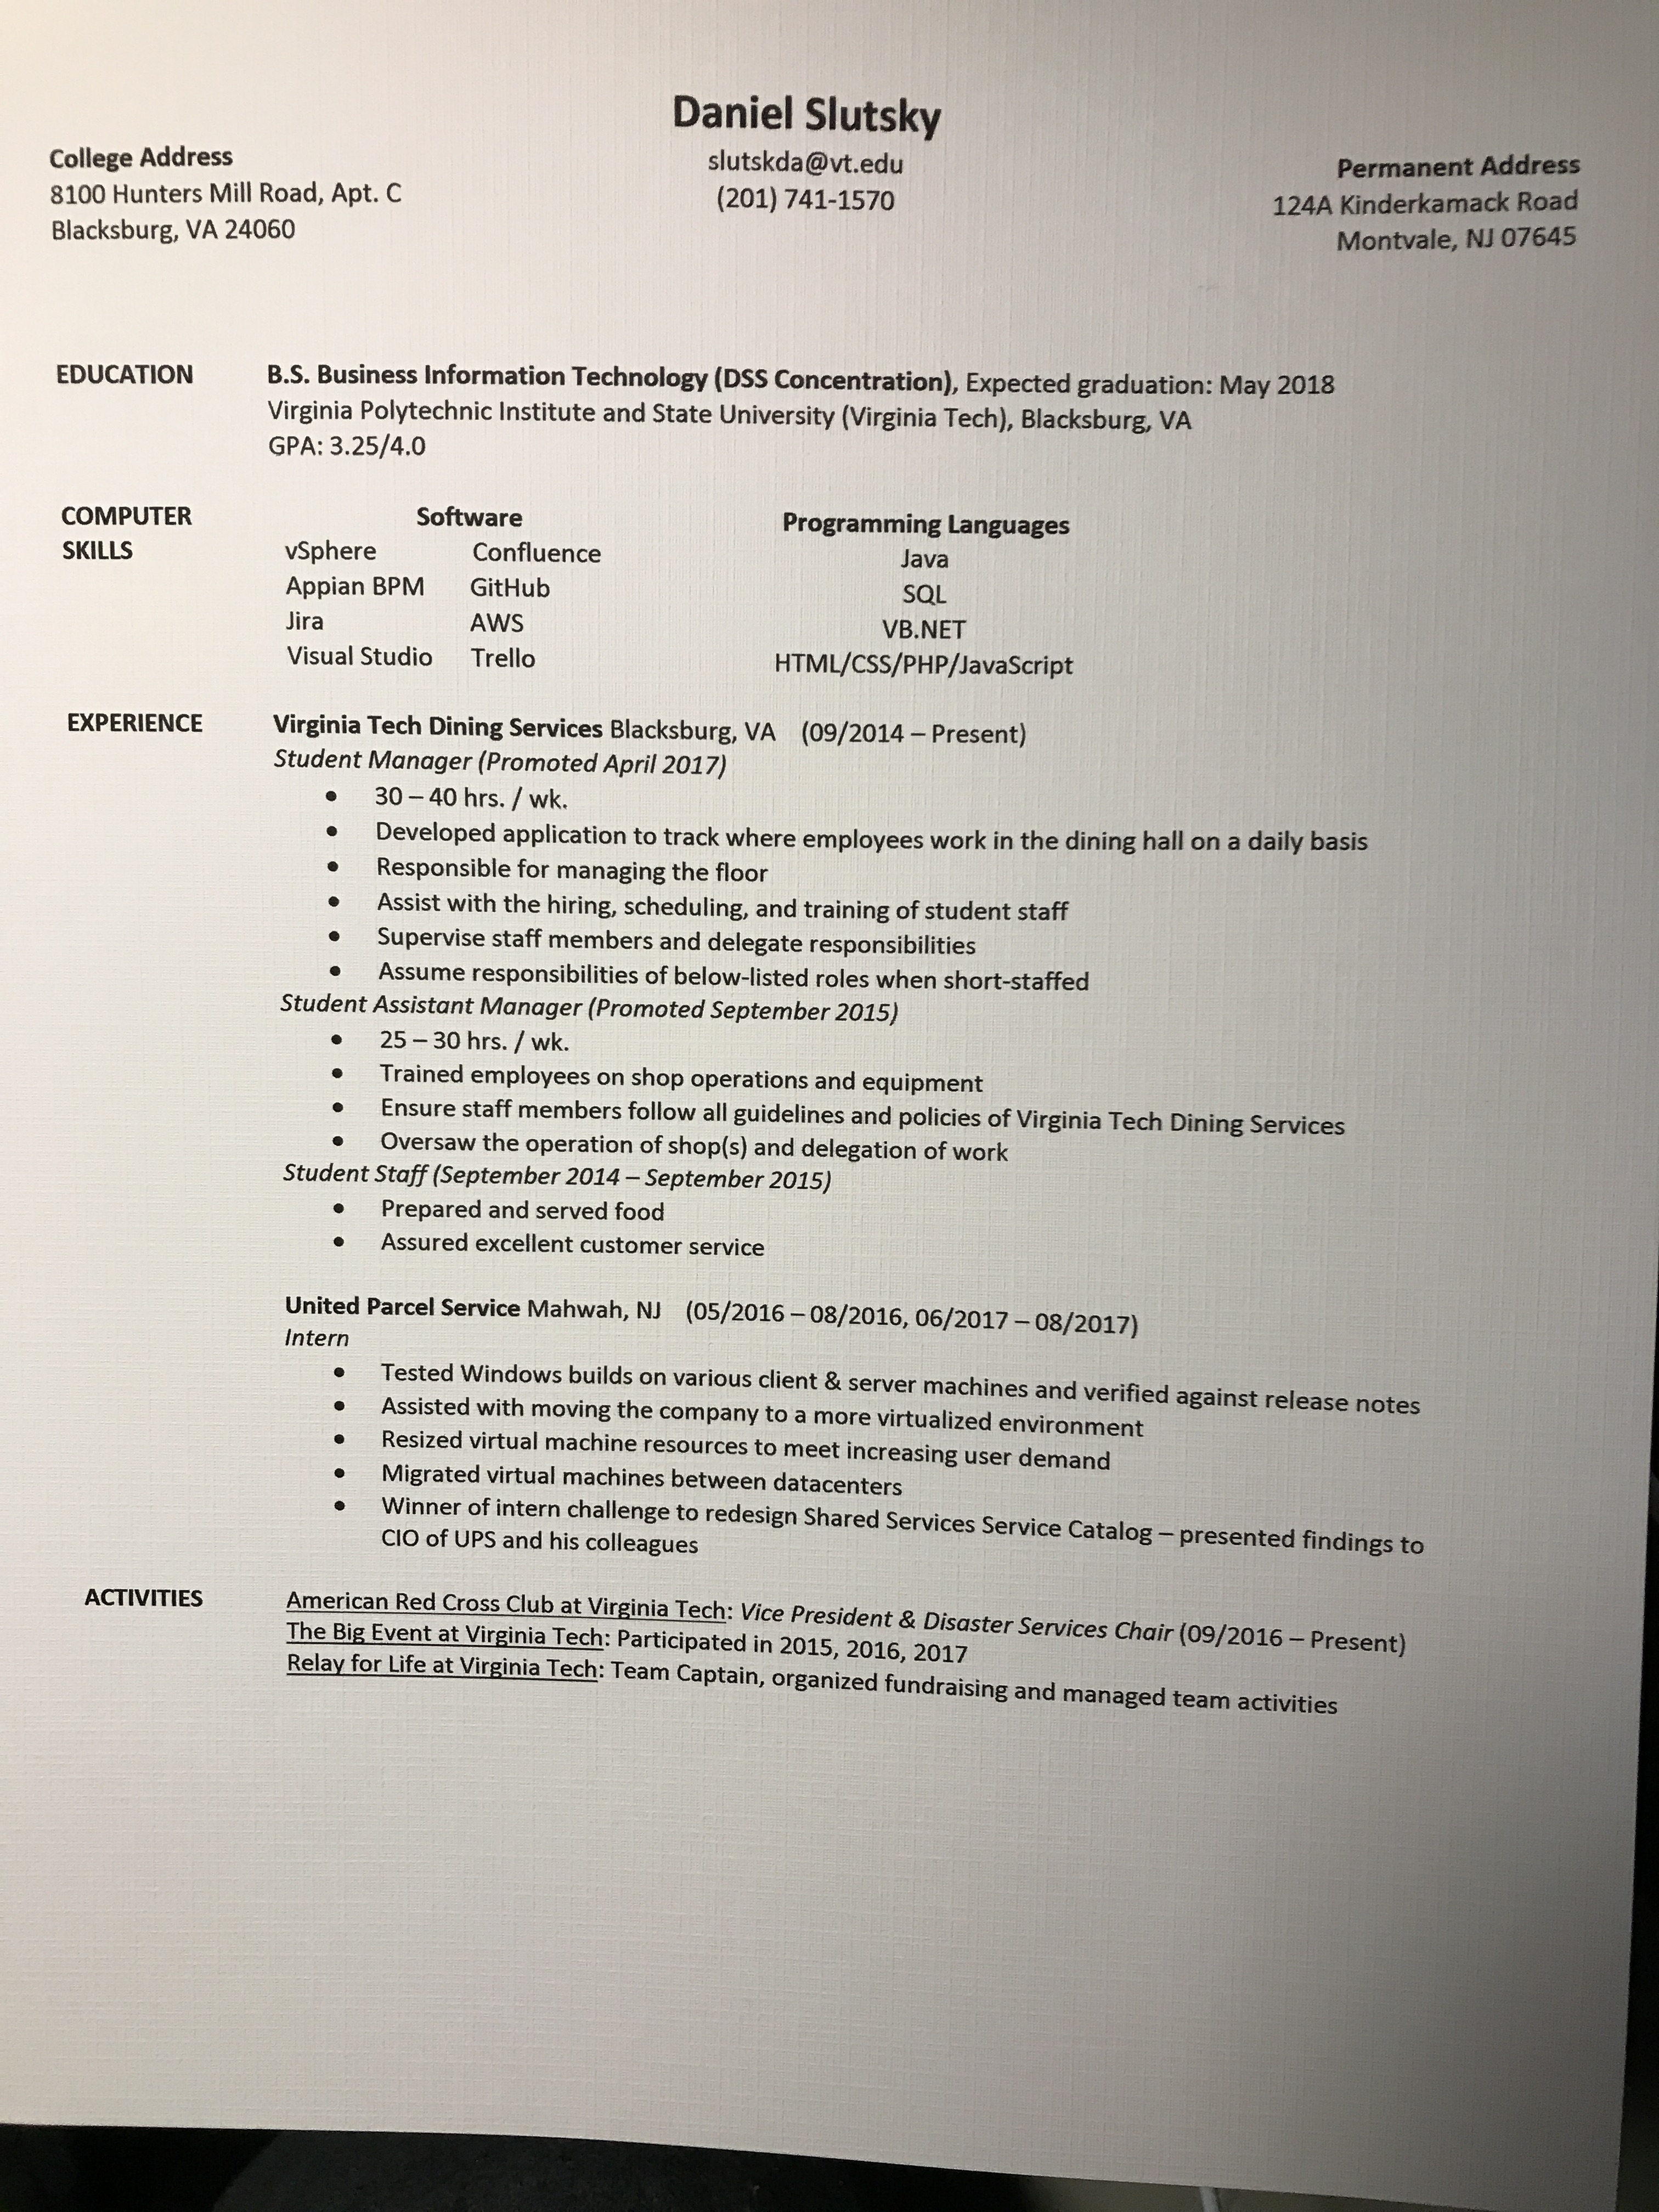 Daniel Slutsky
College Address
slutskda@vt.edu
Permanent Address
8100 Hunters Mill Road, Apt. C
(201) 741-1570
124A Kinderkamack Road
Blacksburg, VA 24060
Montvale, NJ 07645
EDUCATION B.S. Business Information Technology (DSS Concentration), Expected graduation: May 2018
Virginia Polytechnic Institute and State University (Virginia Tech), Blacksburg, VA
GPA: 3.25/4.0
COMPUTER Software Programming Languages
SKILLS vSphere Confluence Java
Appian BPM GitHub SQL
Jira AWS VB.NET
Visual Studio Trello HTML/CSS/PHP/JavaScript
EXPERIENCE Virginia Tech Dining Services Blacksburg, VA (09/2014 – Present)
Student Manager (Promoted April 2017)
• 30 – 40 hrs. / wk.
• Developed application to track where employees work in the dining hall on a daily basis
• Responsible for managing the floor
• Assist with the hiring, scheduling, and training of student staff
• Supervise staff members and delegate responsibilities
• Assume responsibilities of below-listed roles when short-staffed
Student Assistant Manager (Promoted September 2015)
• 25 – 30 hrs. / wk.
• Trained employees on shop operations and equipment
• Ensure staff members follow all guidelines and policies of Virginia Tech Dining Services
• Oversaw the operation of shop(s) and delegation of work
Student Staff (September 2014 – September 2015)
• Prepared and served food
• Assured excellent customer service
United Parcel Service Mahwah, NJ (05/2016 – 08/2016, 06/2017 – 08/2017)
Intern
• Tested Windows builds on various client & server machines and verified against release notes
• Assisted with moving the company to a more virtualized environment
• Resized virtual machine resources to meet increasing user demand
• Migrated virtual machines between datacenters
• Winner of intern challenge to redesign Shared Services Service Catalog – presented findings to
CIO of UPS and his colleagues
ACTIVITIES American Red Cross Club at Virginia Tech: Vice President & Disaster Services Chair (09/2016 – Present)
The Big Event at Virginia Tech: Participated in 2015, 2016, 2017
Relay for Life at Virginia Tech: Team Captain, organized fundraising and managed team activities